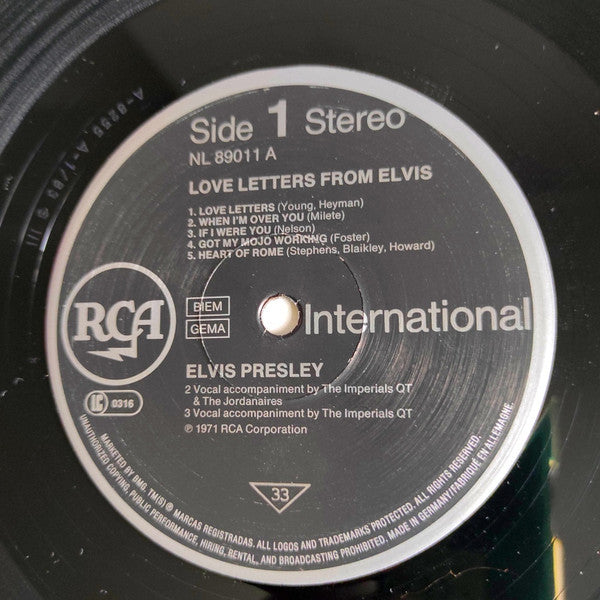 Side 1 Stereo
NL 89011 A
LOVE LETTERS FROM ELVIS
1. LOVE LETTERS (Young, Heyman)
2. WHEN I'M OVER YOU (Milete)
3. IF I WERE YOU (Nelson)
4. GOT MY MOJO WORKING (Foster)
5. HEART OF ROME (Stephens, Blaikley, Howard)
RCA
BIEM
GEMA
International
ELVIS PRESLEY
2 Vocal accompaniment by The Imperials QT
& The Jordanaires
3 Vocal accompaniment by The Imperials QT
℗ 1971 RCA Corporation
LC 0316
33
MARKETED BY BMG. TM(S) ® MARCAS REGISTRADAS. ALL LOGOS AND TRADEMARKS PROTECTED. ALL RIGHTS RESERVED.
UNAUTHORIZED COPYING, PUBLIC PERFORMANCE, HIRING, RENTAL, AND BROADCASTING PROHIBITED. MADE IN GERMANY/FABRIQUÉ EN ALLEMAGNE.